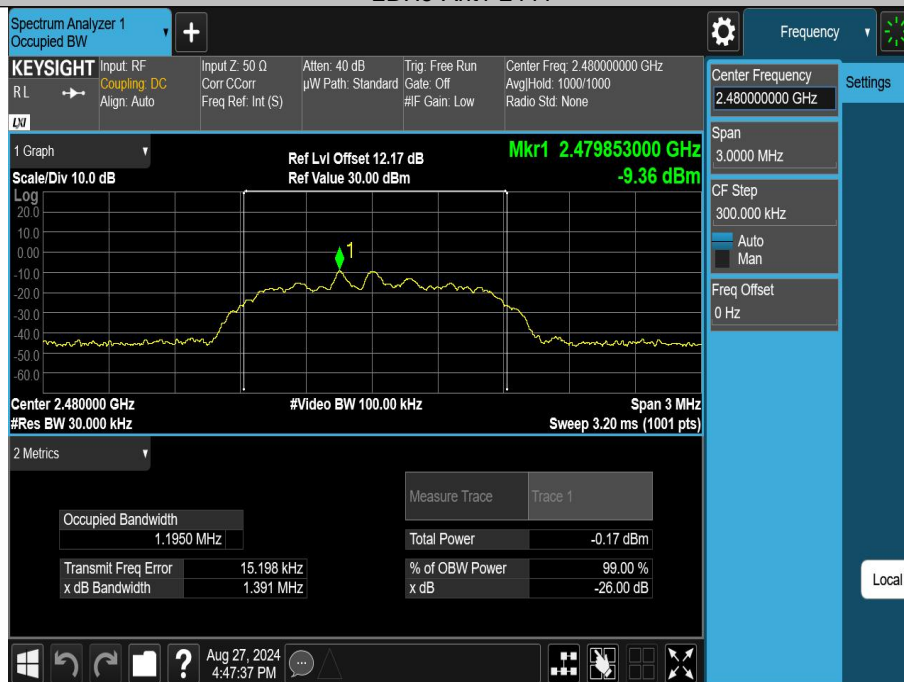 Spectrum Analyzer 1
Occupied BW
Frequency
KEYSIGHT
RL
LXI
Input: RF
Coupling: DC
Align: Auto
Input Z: 50 Ω
Corr CCorr
Freq Ref: Int (S)
Atten: 40 dB
µW Path: Standard
Trig: Free Run
Gate: Off
#IF Gain: Low
Center Freq: 2.480000000 GHz
Avg|Hold: 1000/1000
Radio Std: None
Center Frequency
2.480000000 GHz
Settings
Span
3.0000 MHz
CF Step
300.000 kHz
Auto
Man
Freq Offset
0 Hz
Local
1 Graph
Scale/Div 10.0 dB
Ref Lvl Offset 12.17 dB
Ref Value 30.00 dBm
Mkr1 2.479853000 GHz
-9.36 dBm
Log
20.0
10.0
0.00
-10.0
-20.0
-30.0
-40.0
-50.0
-60.0
1
Center 2.480000 GHz
#Video BW 100.00 kHz
Span 3 MHz
#Res BW 30.000 kHz
Sweep 3.20 ms (1001 pts)
2 Metrics
Measure Trace
Trace 1
Occupied Bandwidth
1.1950 MHz
Total Power
-0.17 dBm
Transmit Freq Error
15.198 kHz
% of OBW Power
99.00 %
x dB Bandwidth
1.391 MHz
x dB
-26.00 dB
?
Aug 27, 2024
4:47:37 PM